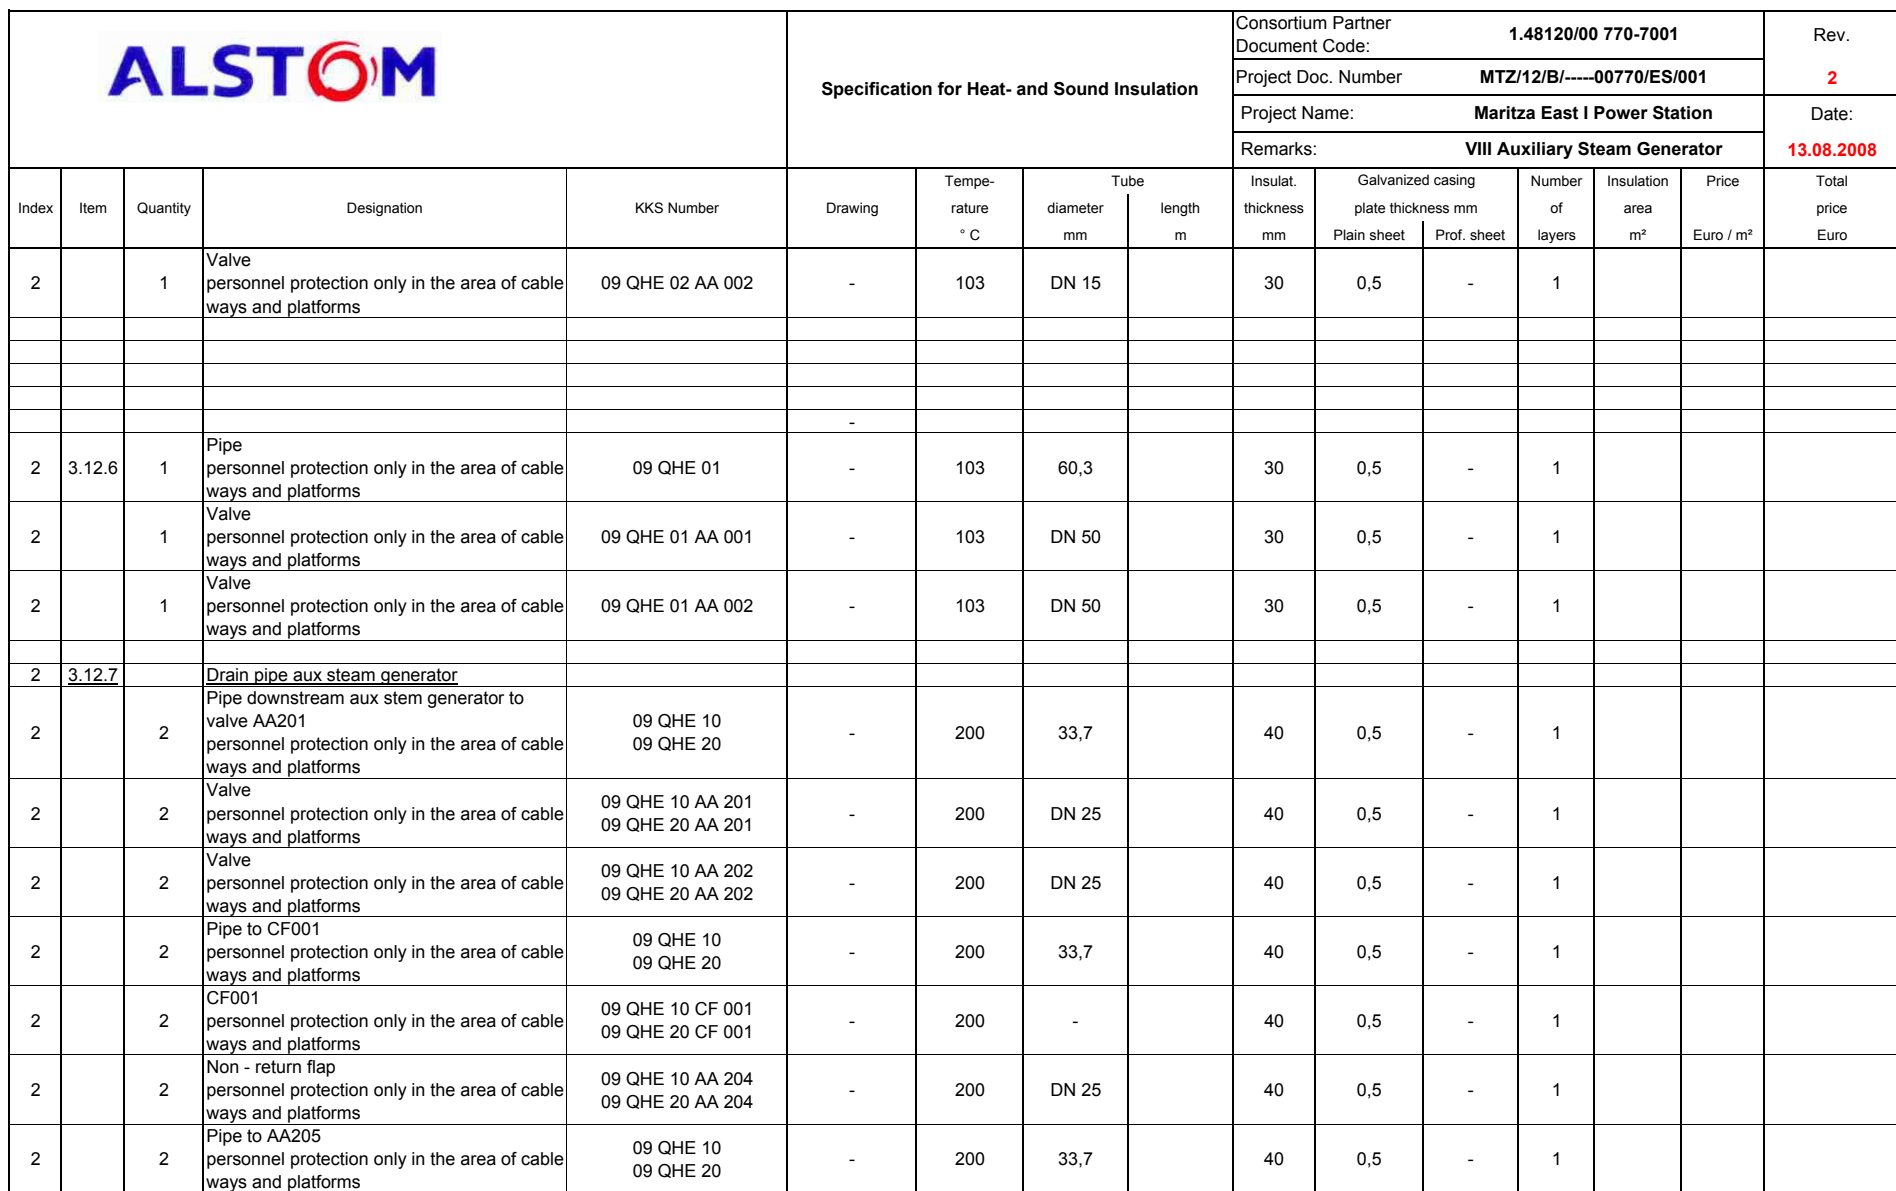 ALSTOM
Specification for Heat- and Sound Insulation
Consortium Partner
Document Code:
1.48120/00 770-7001
Rev.
Project Doc. Number MTZ/12/B/-----00770/ES/001
2
Project Name: Maritza East I Power Station
Date:
Remarks: VIII Auxiliary Steam Generator
13.08.2008
Index Item Quantity Designation KKS Number Drawing
Tempe-
rature
° C
Tube
diameter
mm
length
m
Insulat.
thickness
mm
Galvanized casing
plate thickness mm
Plain sheet Prof. sheet
Number
of
layers
Insulation
area
m²
Price
Euro / m²
Total
price
Euro
Valve
2 1 personnel protection only in the area of cable 09 QHE 02 AA 002 - 103 DN 15 30 0,5 - 1
ways and platforms
-
Pipe
2 3.12.6 1 personnel protection only in the area of cable 09 QHE 01 - 103 60,3 30 0,5 - 1
ways and platforms
Valve
2 1 personnel protection only in the area of cable 09 QHE 01 AA 001 - 103 DN 50 30 0,5 - 1
ways and platforms
Valve
2 1 personnel protection only in the area of cable 09 QHE 01 AA 002 - 103 DN 50 30 0,5 - 1
ways and platforms
2 3.12.7 Drain pipe aux steam generator
Pipe downstream aux stem generator to
valve AA201
personnel protection only in the area of cable
ways and platforms
2 2 09 QHE 10
09 QHE 20
- 200 33,7 40 0,5 - 1
Valve
personnel protection only in the area of cable
ways and platforms
2 2 09 QHE 10 AA 201
09 QHE 20 AA 201
- 200 DN 25 40 0,5 - 1
Valve
personnel protection only in the area of cable
ways and platforms
2 2 09 QHE 10 AA 202
09 QHE 20 AA 202
- 200 DN 25 40 0,5 - 1
Pipe to CF001
personnel protection only in the area of cable
ways and platforms
2 2 09 QHE 10
09 QHE 20
- 200 33,7 40 0,5 - 1
CF001
personnel protection only in the area of cable
ways and platforms
2 2 09 QHE 10 CF 001
09 QHE 20 CF 001
- 200 - 40 0,5 - 1
Non - return flap
personnel protection only in the area of cable
ways and platforms
2 2 09 QHE 10 AA 204
09 QHE 20 AA 204
- 200 DN 25 40 0,5 - 1
Pipe to AA205
personnel protection only in the area of cable
ways and platforms
2 2 09 QHE 10
09 QHE 20
- 200 33,7 40 0,5 - 1